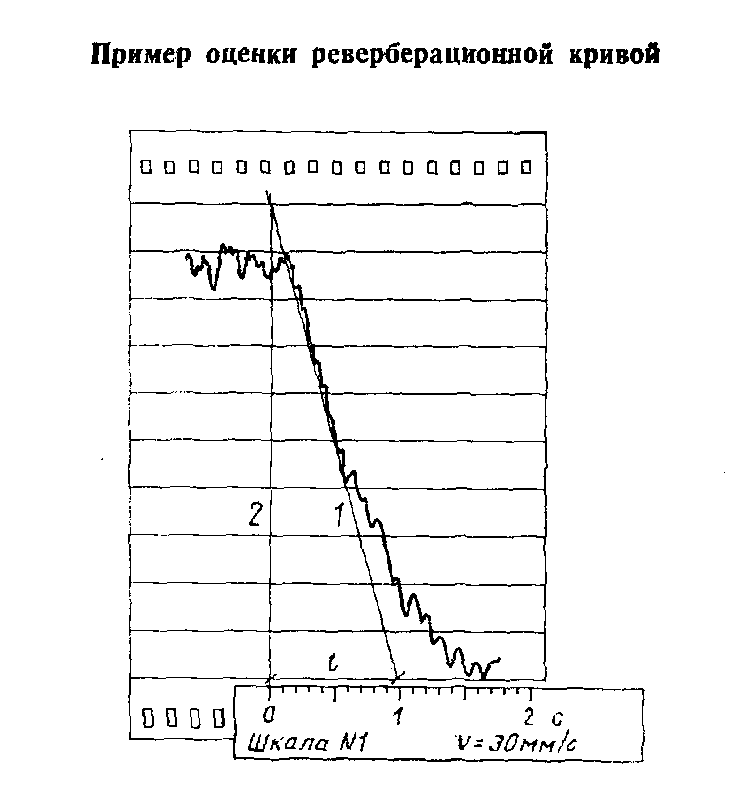 Пример оценки реверберационной кривой
2 1
ℓ
0 1 2 с
Шкала N1 v=30мм/с